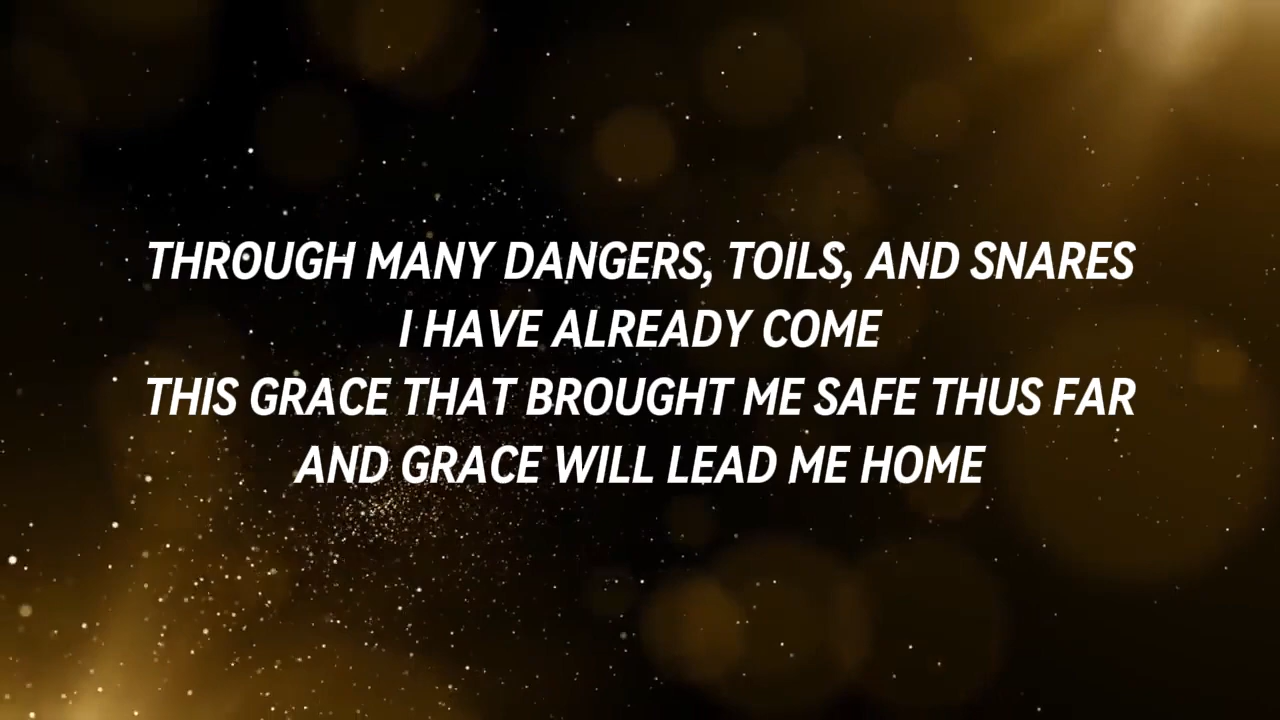 THROUGH MANY DANGERS, TOILS, AND SNARES
I HAVE ALREADY COME
THIS GRACE THAT BROUGHT ME SAFE THUS FAR
AND GRACE WILL LEAD ME HOME